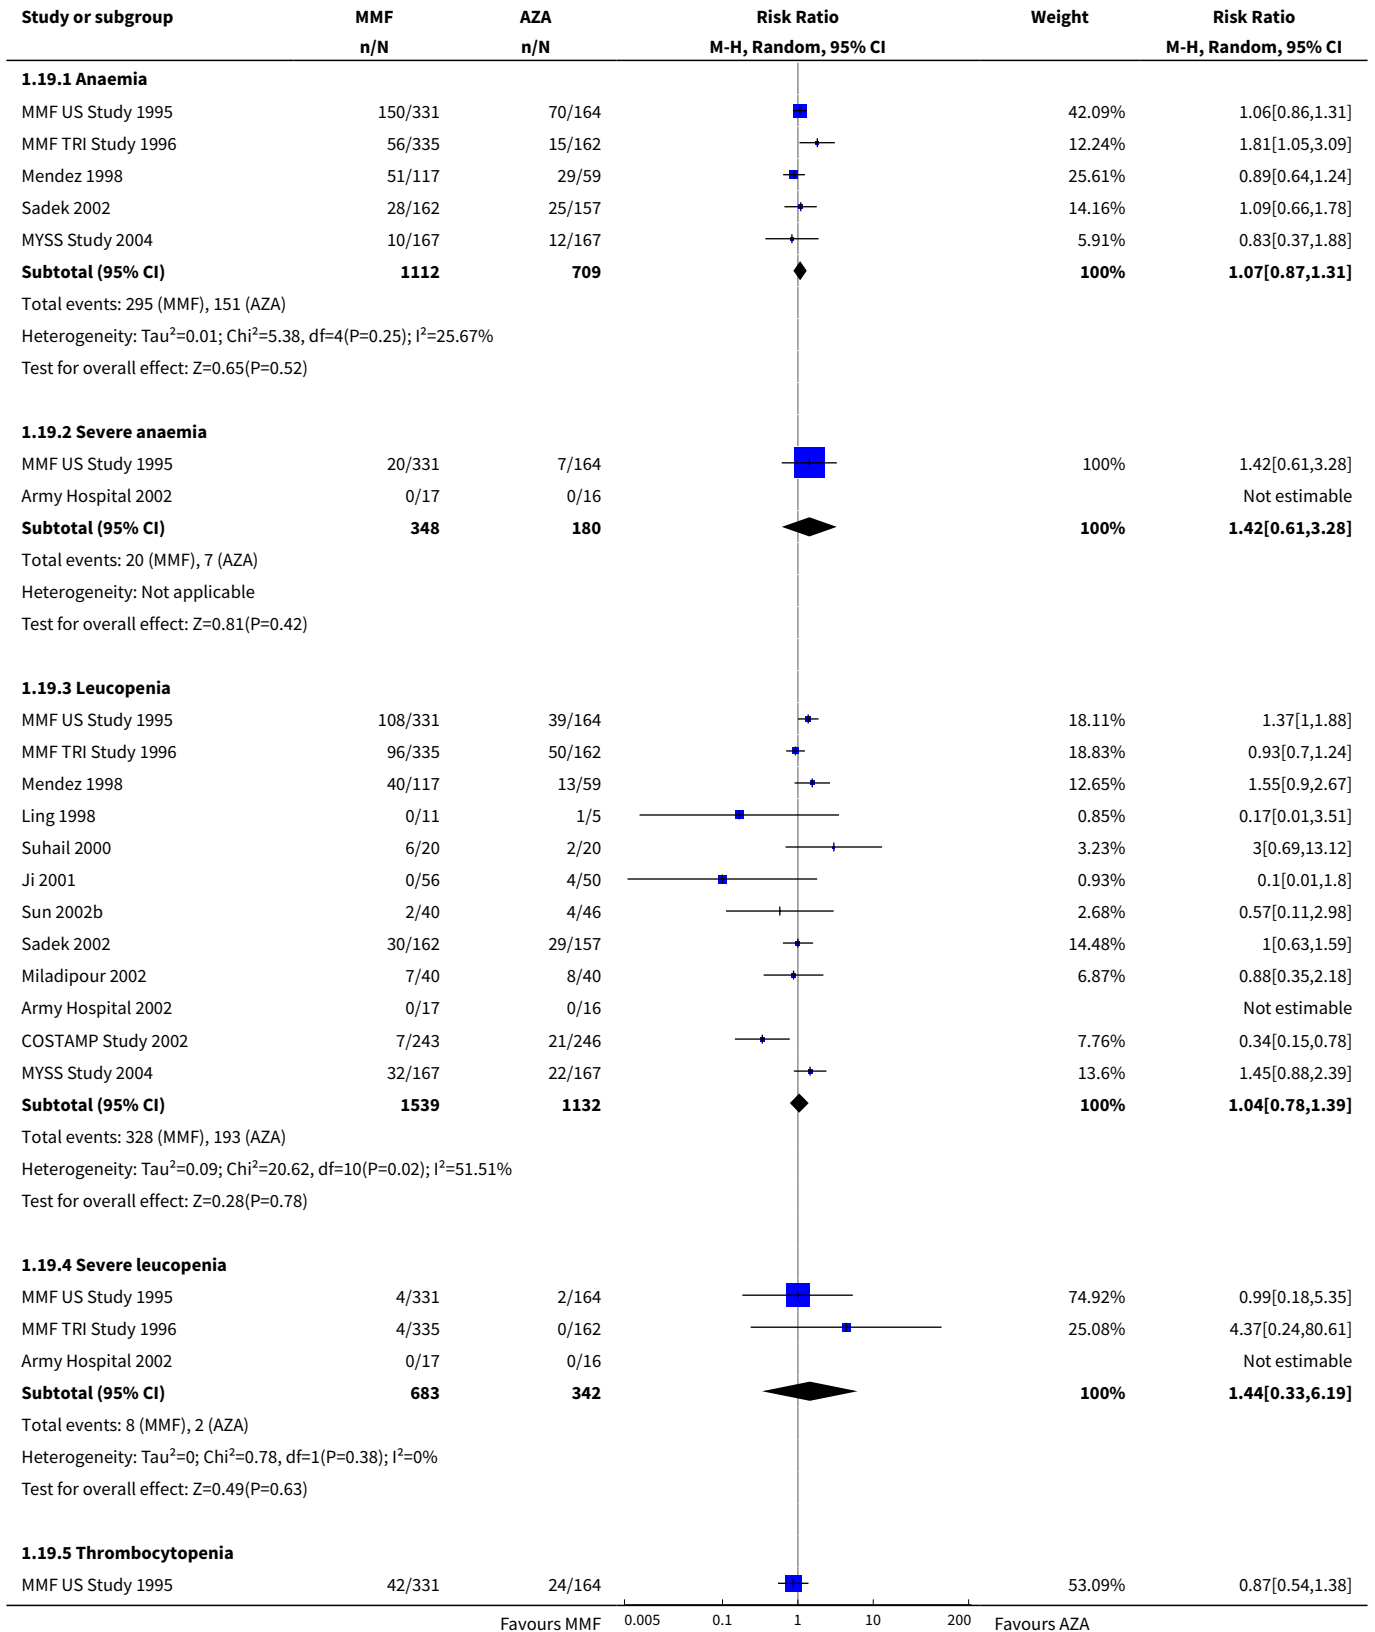 Study or subgroup MMF AZA Risk Ratio Weight Risk Ratio
n/N n/N M-H, Random, 95% CI M-H, Random, 95% CI
1.19.1 Anaemia
MMF US Study 1995 150/331 70/164 42.09% 1.06[0.86,1.31]
MMF TRI Study 1996 56/335 15/162 12.24% 1.81[1.05,3.09]
Mendez 1998 51/117 29/59 25.61% 0.89[0.64,1.24]
Sadek 2002 28/162 25/157 14.16% 1.09[0.66,1.78]
MYSS Study 2004 10/167 12/167 5.91% 0.83[0.37,1.88]
Subtotal (95% CI) 1112 709 100% 1.07[0.87,1.31]
Total events: 295 (MMF), 151 (AZA)
Heterogeneity: Tau²=0.01; Chi²=5.38, df=4(P=0.25); I²=25.67%
Test for overall effect: Z=0.65(P=0.52)
1.19.2 Severe anaemia
MMF US Study 1995 20/331 7/164 100% 1.42[0.61,3.28]
Army Hospital 2002 0/17 0/16 Not estimable
Subtotal (95% CI) 348 180 100% 1.42[0.61,3.28]
Total events: 20 (MMF), 7 (AZA)
Heterogeneity: Not applicable
Test for overall effect: Z=0.81(P=0.42)
1.19.3 Leucopenia
MMF US Study 1995 108/331 39/164 18.11% 1.37[1,1.88]
MMF TRI Study 1996 96/335 50/162 18.83% 0.93[0.7,1.24]
Mendez 1998 40/117 13/59 12.65% 1.55[0.9,2.67]
Ling 1998 0/11 1/5 0.85% 0.17[0.01,3.51]
Suhail 2000 6/20 2/20 3.23% 3[0.69,13.12]
Ji 2001 0/56 4/50 0.93% 0.1[0.01,1.8]
Sun 2002b 2/40 4/46 2.68% 0.57[0.11,2.98]
Sadek 2002 30/162 29/157 14.48% 1[0.63,1.59]
Miladipour 2002 7/40 8/40 6.87% 0.88[0.35,2.18]
Army Hospital 2002 0/17 0/16 Not estimable
COSTAMP Study 2002 7/243 21/246 7.76% 0.34[0.15,0.78]
MYSS Study 2004 32/167 22/167 13.6% 1.45[0.88,2.39]
Subtotal (95% CI) 1539 1132 100% 1.04[0.78,1.39]
Total events: 328 (MMF), 193 (AZA)
Heterogeneity: Tau²=0.09; Chi²=20.62, df=10(P=0.02); I²=51.51%
Test for overall effect: Z=0.28(P=0.78)
1.19.4 Severe leucopenia
MMF US Study 1995 4/331 2/164 74.92% 0.99[0.18,5.35]
MMF TRI Study 1996 4/335 0/162 25.08% 4.37[0.24,80.61]
Army Hospital 2002 0/17 0/16 Not estimable
Subtotal (95% CI) 683 342 100% 1.44[0.33,6.19]
Total events: 8 (MMF), 2 (AZA)
Heterogeneity: Tau²=0; Chi²=0.78, df=1(P=0.38); I²=0%
Test for overall effect: Z=0.49(P=0.63)
1.19.5 Thrombocytopenia
MMF US Study 1995 42/331 24/164 53.09% 0.87[0.54,1.38]
Favours MMF 0.005 0.1 1 10 200 Favours AZA